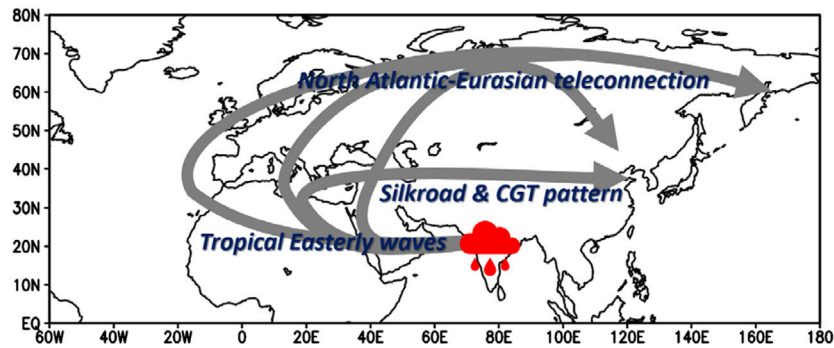 80N
70N
60N
50N
40N
30N
20N
10N
EQ
North Atlantic-Eurasian teleconnection
Silkroad & CGT pattern
Tropical Easterly waves
60W 40W 20W 0 20E 40E 60E 80E 100E 120E 140E 160E 180